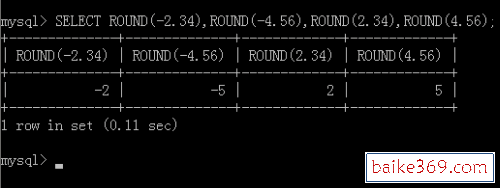 mysql> SELECT ROUND(-2.34),ROUND(-4.56),ROUND(2.34),ROUND(4.56);
+--------------+--------------+-------------+-------------+
| ROUND(-2.34) | ROUND(-4.56) | ROUND(2.34) | ROUND(4.56) |
+--------------+--------------+-------------+-------------+
| -2 | -5 | 2 | 5 |
+--------------+--------------+-------------+-------------+
1 row in set (0.11 sec)
mysql> _
baike369.com